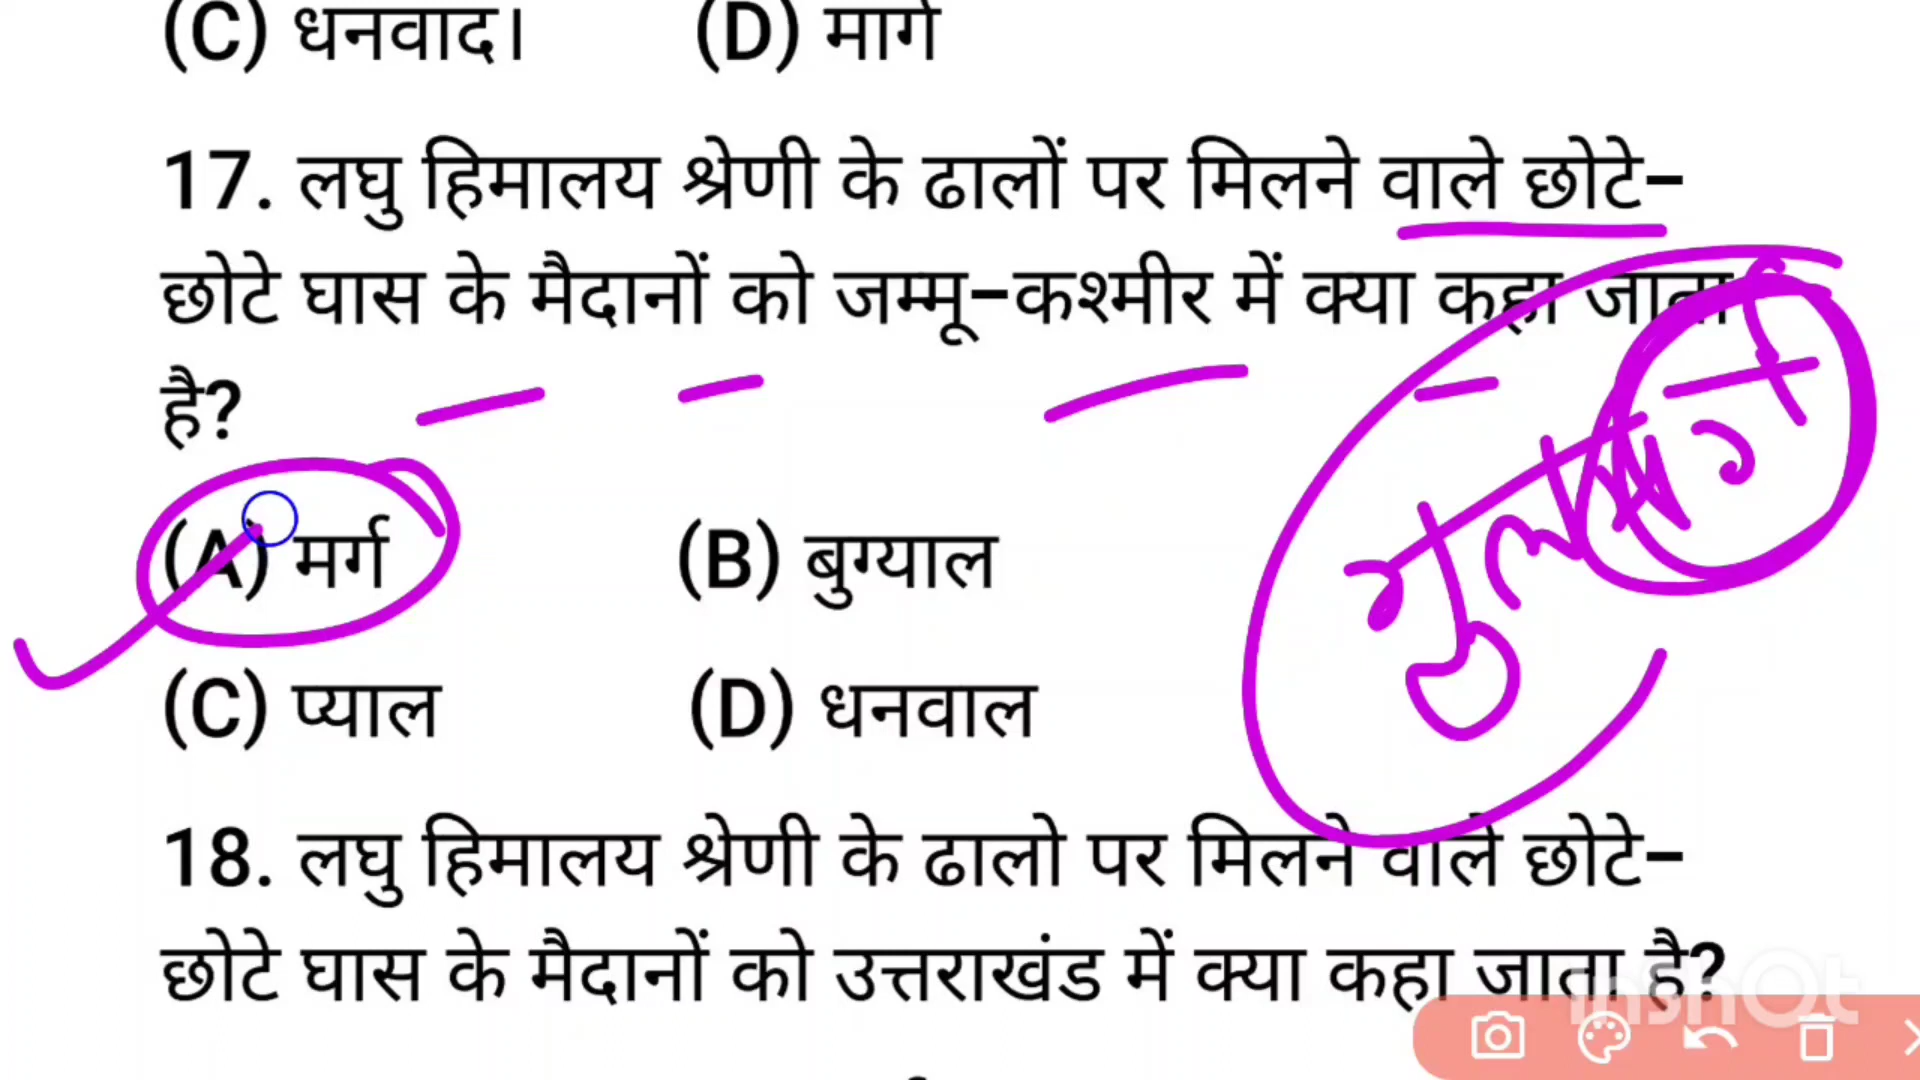 (C) धनवाद। (D) मार्ग
17. लघु हिमालय श्रेणी के ढालों पर मिलने वाले छोटे-
छोटे घास के मैदानों को जम्मू-कश्मीर में क्या कहा जाता
है?
गुलमर्ग
(A) मर्ग (B) बुग्याल
(C) प्याल (D) धनवाल
18. लघु हिमालय श्रेणी के ढालो पर मिलने वाले छोटे-
छोटे घास के मैदानों को उत्तराखंड में क्या कहा जाता है?
InShOt